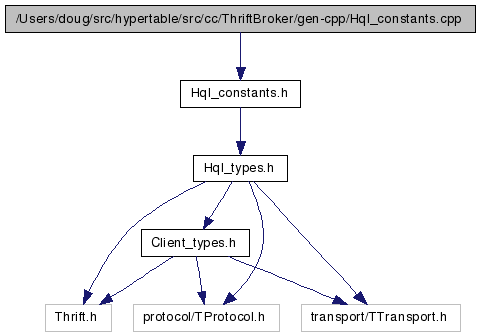 /Users/doug/src/hypertable/src/cc/ThriftBroker/gen-cpp/Hql_constants.cpp
Hql_constants.h
Hql_types.h
Client_types.h
Thrift.h
protocol/TProtocol.h
transport/TTransport.h